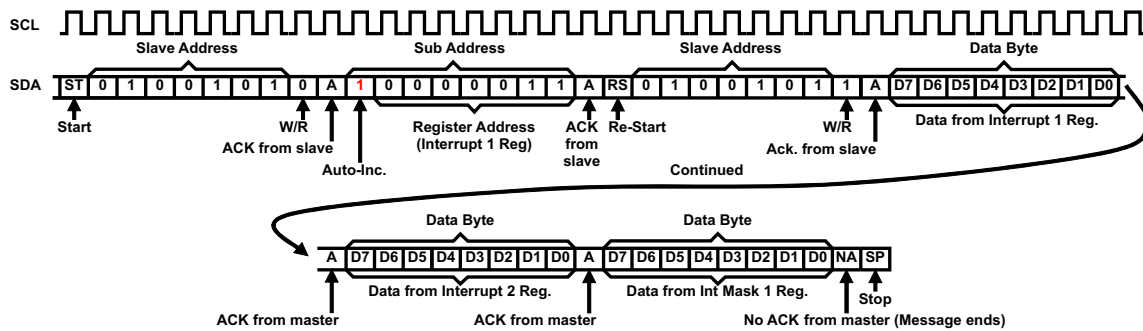 SCL
Slave Address Sub Address Slave Address Data Byte
SDA ST 0 1 0 0 1 0 1 0 A 1 0 0 0 0 0 1 1 A RS 0 1 0 0 1 0 1 1 A D7 D6 D5 D4 D3 D2 D1 D0
Start W/R Register Address ACK Re-Start W/R Data from Interrupt 1 Reg.
ACK from slave (Interrupt 1 Reg) from Ack. from slave
Auto-Inc. slave Continued
Data Byte Data Byte
A D7 D6 D5 D4 D3 D2 D1 D0 A D7 D6 D5 D4 D3 D2 D1 D0 NA SP
Data from Interrupt 2 Reg. Data from Int Mask 1 Reg. Stop
ACK from master ACK from master No ACK from master (Message ends)